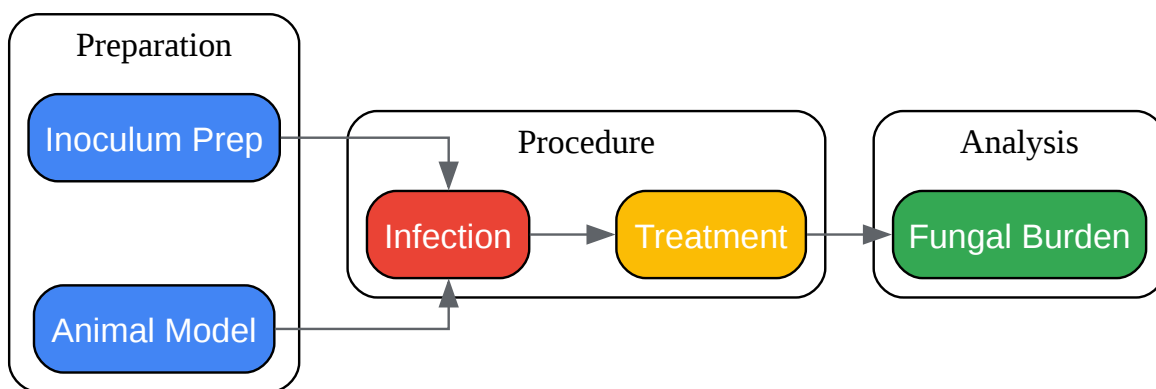 Preparation
Inoculum Prep
Animal Model
Procedure
Infection
Treatment
Analysis
Fungal Burden